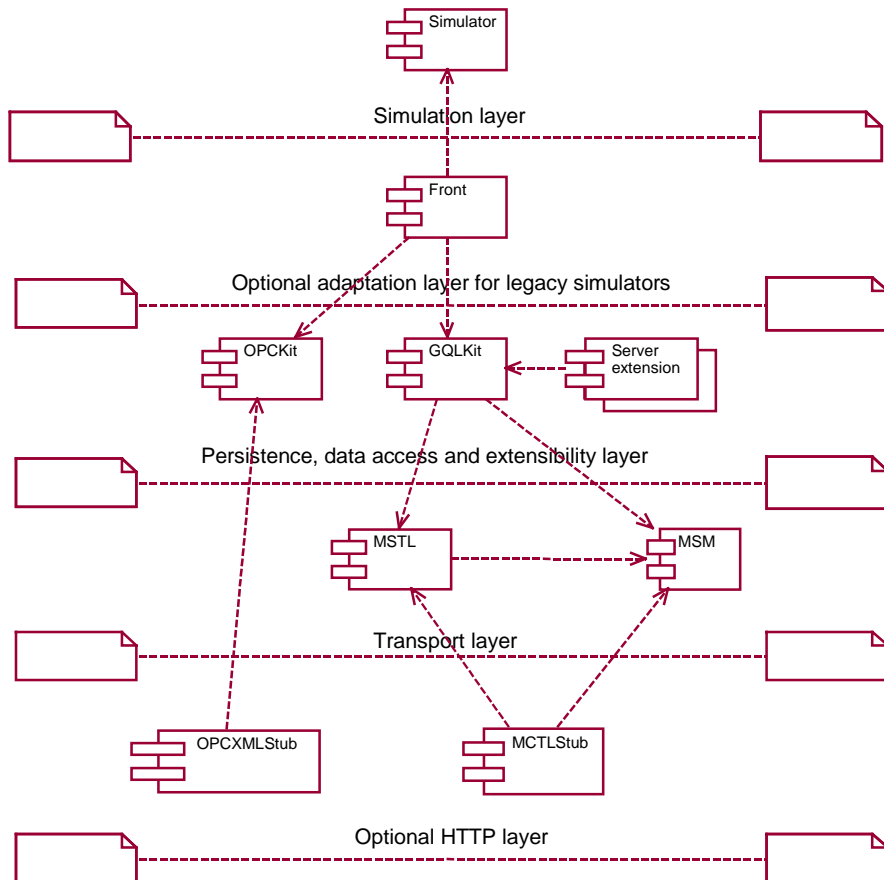 Simulator
Simulation layer
Front
Optional adaptation layer for legacy simulators
OPCKit
GQLKit
Server
extension
Persistence, data access and extensibility layer
MSTL
MSM
Transport layer
OPCXMLStub
MCTLStub
Optional HTTP layer